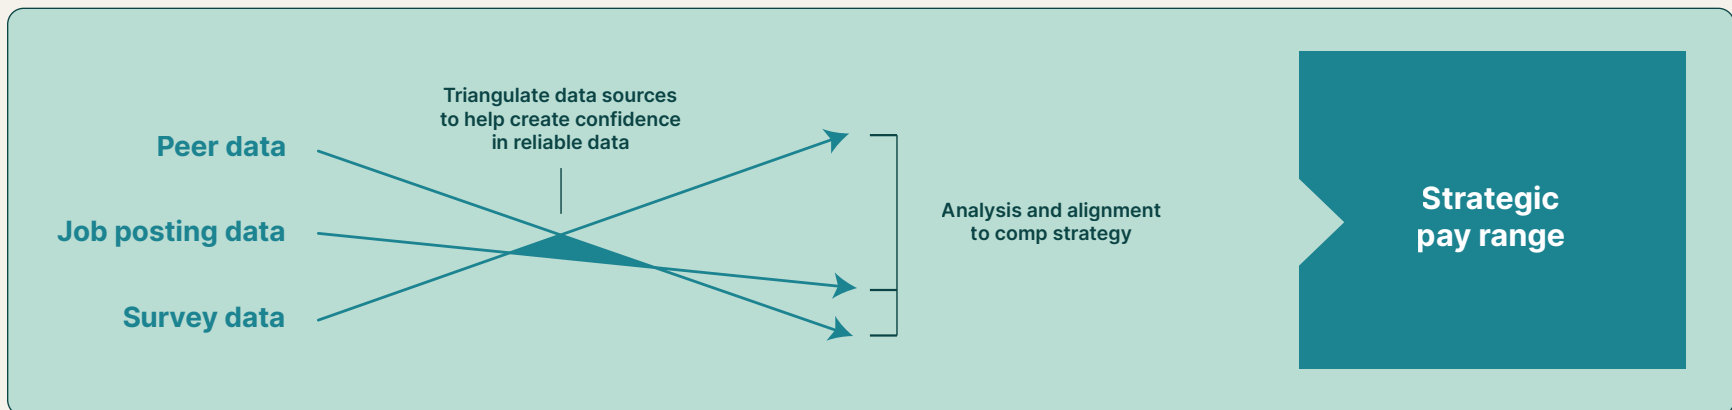 Triangulate data sources
to help create confidence
in reliable data
Peer data
Job posting data
Survey data
Analysis and alignment
to comp strategy
Strategic
pay range